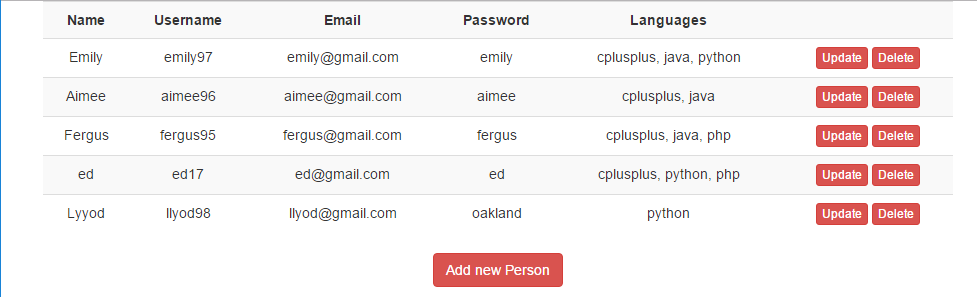 Name Username Email Password Languages
Emily emily97 emily@gmail.com emily cplusplus, java, python Update Delete
Aimee aimee96 aimee@gmail.com aimee cplusplus, java Update Delete
Fergus fergus95 fergus@gmail.com fergus cplusplus, java, php Update Delete
ed ed17 ed@gmail.com ed cplusplus, python, php Update Delete
Lyyod llyod98 llyod@gmail.com oakland python Update Delete
Add new Person